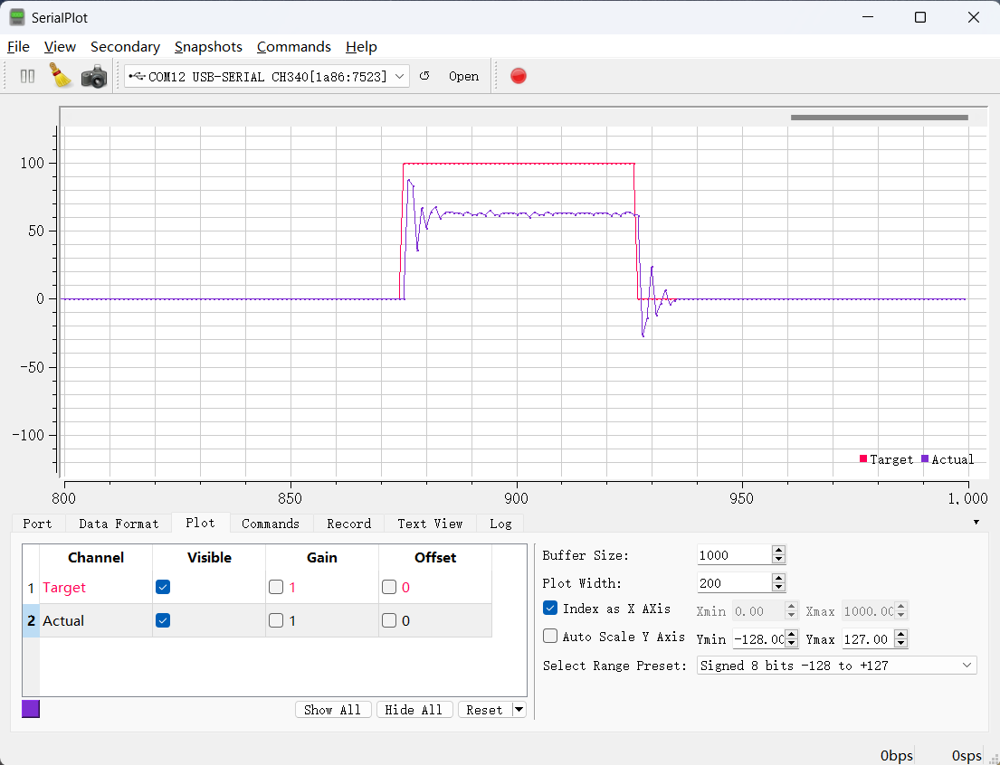 SerialPlot
File View Secondary Snapshots Commands Help
COM12 USB-SERIAL CH340[1a86:7523] Open
100
50
0
-50
-100
Target Actual
800 850 900 950 1,000
Port Data Format Plot Commands Record Text View Log
Channel Visible Gain Offset
1 Target 1 0
2 Actual 1 0
Show All Hide All Reset
Buffer Size: 1000
Plot Width: 200
Index as X AXis Xmin 0.00 Xmax 1000.00
Auto Scale Y Axis Ymin -128.00 Ymax 127.00
Select Range Preset: Signed 8 bits -128 to +127
0bps 0sps